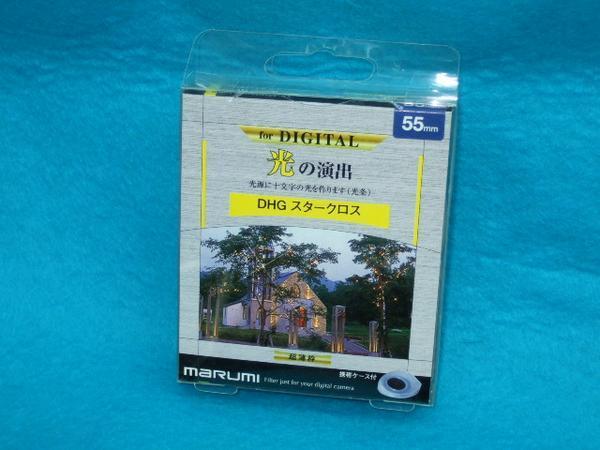 55mm
for DIGITAL
光の演出
光源に十文字の光を作ります(光条)
DHG スタークロス
超薄枠
marumi Filter just for your digital camera
携帯ケース付